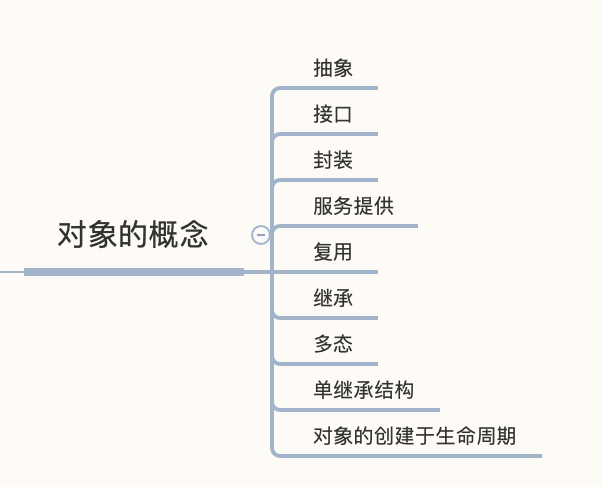 抽象
接口
封装
服务提供
对象的概念
复用
继承
多态
单继承结构
对象的创建于生命周期